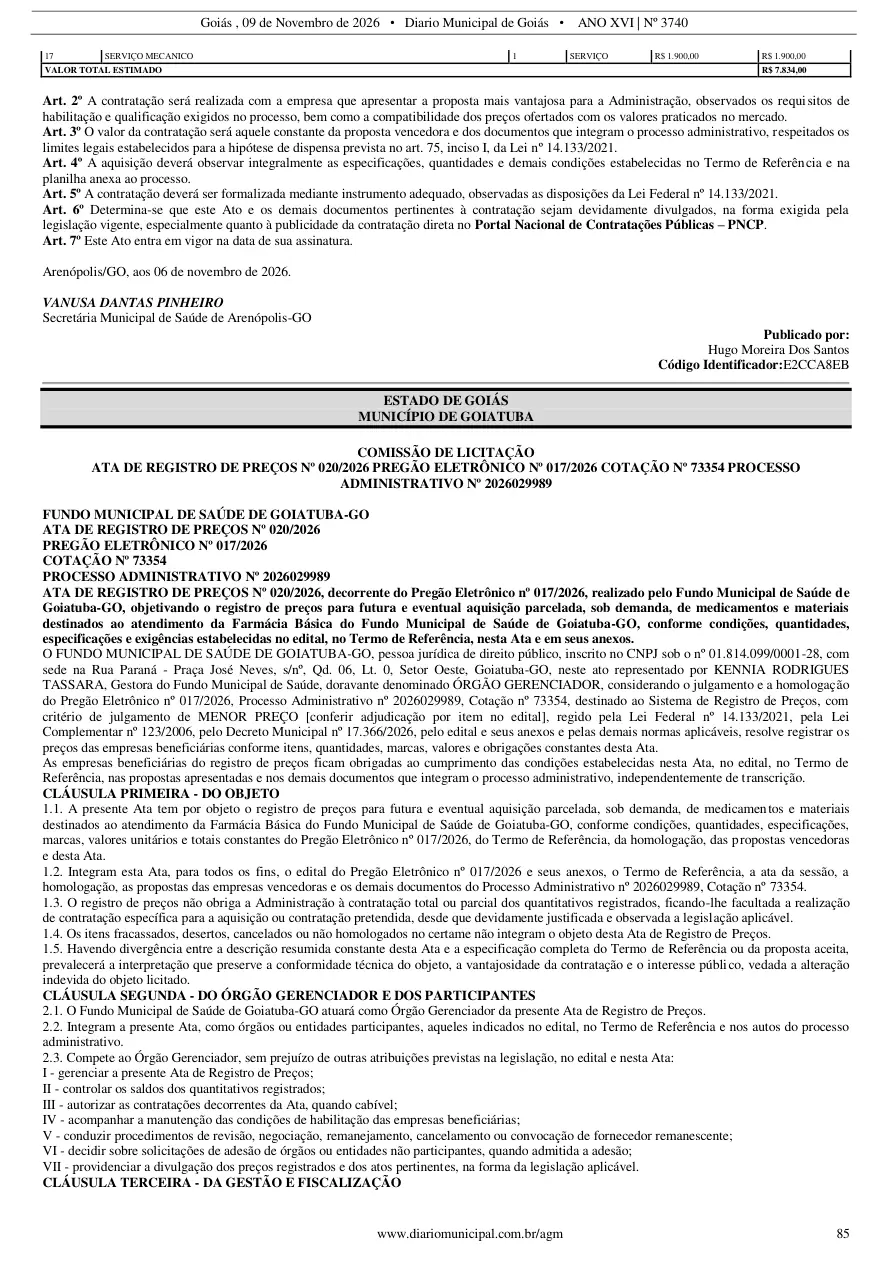 Goiás , 09 de Novembro de 2026 • Diario Municipal de Goiás • ANO XVI | Nº 3740
17 SERVIÇO MECANICO 1 SERVIÇO R$ 1.900,00 R$ 1.900,00
VALOR TOTAL ESTIMADO R$ 7.834,00
Art. 2º A contratação será realizada com a empresa que apresentar a proposta mais vantajosa para a Administração, observados os requisitos de
habilitação e qualificação exigidos no processo, bem como a compatibilidade dos preços ofertados com os valores praticados no mercado.
Art. 3º O valor da contratação será aquele constante da proposta vencedora e dos documentos que integram o processo administrativo, respeitados os
limites legais estabelecidos para a hipótese de dispensa prevista no art. 75, inciso I, da Lei nº 14.133/2021.
Art. 4º A aquisição deverá observar integralmente as especificações, quantidades e demais condições estabelecidas no Termo de Referência e na
planilha anexa ao processo.
Art. 5º A contratação deverá ser formalizada mediante instrumento adequado, observadas as disposições da Lei Federal nº 14.133/2021.
Art. 6º Determina-se que este Ato e os demais documentos pertinentes à contratação sejam devidamente divulgados, na forma exigida pela
legislação vigente, especialmente quanto à publicidade da contratação direta no Portal Nacional de Contratações Públicas – PNCP.
Art. 7º Este Ato entra em vigor na data de sua assinatura.
Arenópolis/GO, aos 06 de novembro de 2026.
VANUSA DANTAS PINHEIRO
Secretária Municipal de Saúde de Arenópolis-GO
Publicado por:
Hugo Moreira Dos Santos
Código Identificador:E2CCA8EB
ESTADO DE GOIÁS
MUNICÍPIO DE GOIATUBA
COMISSÃO DE LICITAÇÃO
ATA DE REGISTRO DE PREÇOS Nº 020/2026 PREGÃO ELETRÔNICO Nº 017/2026 COTAÇÃO Nº 73354 PROCESSO
ADMINISTRATIVO Nº 2026029989
FUNDO MUNICIPAL DE SAÚDE DE GOIATUBA-GO
ATA DE REGISTRO DE PREÇOS Nº 020/2026
PREGÃO ELETRÔNICO Nº 017/2026
COTAÇÃO Nº 73354
PROCESSO ADMINISTRATIVO Nº 2026029989
ATA DE REGISTRO DE PREÇOS Nº 020/2026, decorrente do Pregão Eletrônico nº 017/2026, realizado pelo Fundo Municipal de Saúde de
Goiatuba-GO, objetivando o registro de preços para futura e eventual aquisição parcelada, sob demanda, de medicamentos e materiais
destinados ao atendimento da Farmácia Básica do Fundo Municipal de Saúde de Goiatuba-GO, conforme condições, quantidades,
especificações e exigências estabelecidas no edital, no Termo de Referência, nesta Ata e em seus anexos.
O FUNDO MUNICIPAL DE SAÚDE DE GOIATUBA-GO, pessoa jurídica de direito público, inscrito no CNPJ sob o nº 01.814.099/0001-28, com
sede na Rua Paraná - Praça José Neves, s/nº, Qd. 06, Lt. 0, Setor Oeste, Goiatuba-GO, neste ato representado por KENNIA RODRIGUES
TASSARA, Gestora do Fundo Municipal de Saúde, doravante denominado ÓRGÃO GERENCIADOR, considerando o julgamento e a homologação
do Pregão Eletrônico nº 017/2026, Processo Administrativo nº 2026029989, Cotação nº 73354, destinado ao Sistema de Registro de Preços, com
critério de julgamento de MENOR PREÇO [conferir adjudicação por item no edital], regido pela Lei Federal nº 14.133/2021, pela Lei
Complementar nº 123/2006, pelo Decreto Municipal nº 17.366/2026, pelo edital e seus anexos e pelas demais normas aplicáveis, resolve registrar os
preços das empresas beneficiárias conforme itens, quantidades, marcas, valores e obrigações constantes desta Ata.
As empresas beneficiárias do registro de preços ficam obrigadas ao cumprimento das condições estabelecidas nesta Ata, no edital, no Termo de
Referência, nas propostas apresentadas e nos demais documentos que integram o processo administrativo, independentemente de transcrição.
CLÁUSULA PRIMEIRA - DO OBJETO
1.1. A presente Ata tem por objeto o registro de preços para futura e eventual aquisição parcelada, sob demanda, de medicamentos e materiais
destinados ao atendimento da Farmácia Básica do Fundo Municipal de Saúde de Goiatuba-GO, conforme condições, quantidades, especificações,
marcas, valores unitários e totais constantes do Pregão Eletrônico nº 017/2026, do Termo de Referência, da homologação, das propostas vencedoras
e desta Ata.
1.2. Integram esta Ata, para todos os fins, o edital do Pregão Eletrônico nº 017/2026 e seus anexos, o Termo de Referência, a ata da sessão, a
homologação, as propostas das empresas vencedoras e os demais documentos do Processo Administrativo nº 2026029989, Cotação nº 73354.
1.3. O registro de preços não obriga a Administração à contratação total ou parcial dos quantitativos registrados, ficando-lhe facultada a realização
de contratação específica para a aquisição ou contratação pretendida, desde que devidamente justificada e observada a legislação aplicável.
1.4. Os itens fracassados, desertos, cancelados ou não homologados no certame não integram o objeto desta Ata de Registro de Preços.
1.5. Havendo divergência entre a descrição resumida constante desta Ata e a especificação completa do Termo de Referência ou da proposta aceita,
prevalecerá a interpretação que preserve a conformidade técnica do objeto, a vantajosidade da contratação e o interesse público, vedada a alteração
indevida do objeto licitado.
CLÁUSULA SEGUNDA - DO ÓRGÃO GERENCIADOR E DOS PARTICIPANTES
2.1. O Fundo Municipal de Saúde de Goiatuba-GO atuará como Órgão Gerenciador da presente Ata de Registro de Preços.
2.2. Integram a presente Ata, como órgãos ou entidades participantes, aqueles indicados no edital, no Termo de Referência e nos autos do processo
administrativo.
2.3. Compete ao Órgão Gerenciador, sem prejuízo de outras atribuições previstas na legislação, no edital e nesta Ata:
I - gerenciar a presente Ata de Registro de Preços;
II - controlar os saldos dos quantitativos registrados;
III - autorizar as contratações decorrentes da Ata, quando cabível;
IV - acompanhar a manutenção das condições de habilitação das empresas beneficiárias;
V - conduzir procedimentos de revisão, negociação, remanejamento, cancelamento ou convocação de fornecedor remanescente;
VI - decidir sobre solicitações de adesão de órgãos ou entidades não participantes, quando admitida a adesão;
VII - providenciar a divulgação dos preços registrados e dos atos pertinentes, na forma da legislação aplicável.
CLÁUSULA TERCEIRA - DA GESTÃO E FISCALIZAÇÃO
www.diariomunicipal.com.br/agm 85